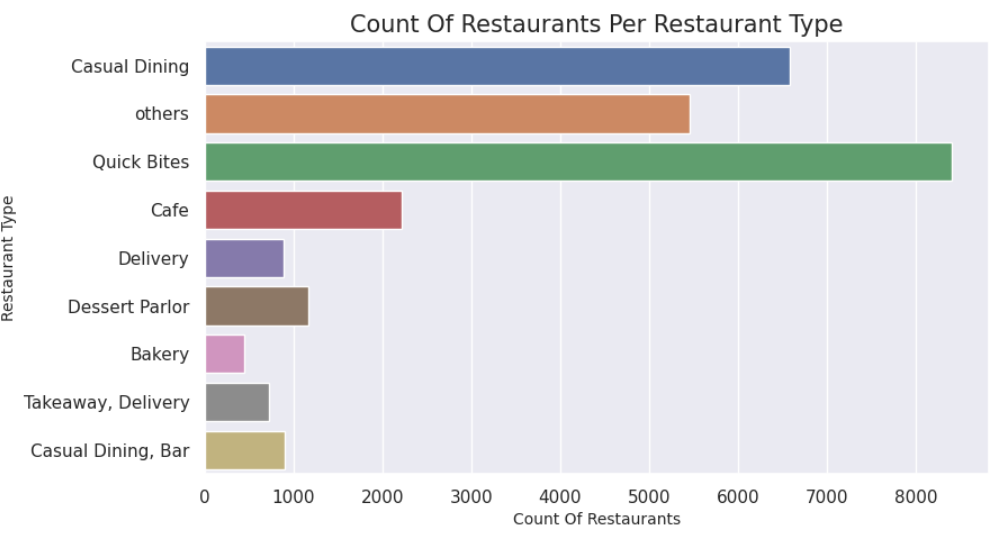 Count Of Restaurants Per Restaurant Type
Restaurant Type
Casual Dining
others
Quick Bites
Cafe
Delivery
Dessert Parlor
Bakery
Takeaway, Delivery
Casual Dining, Bar
0 1000 2000 3000 4000 5000 6000 7000 8000
Count Of Restaurants